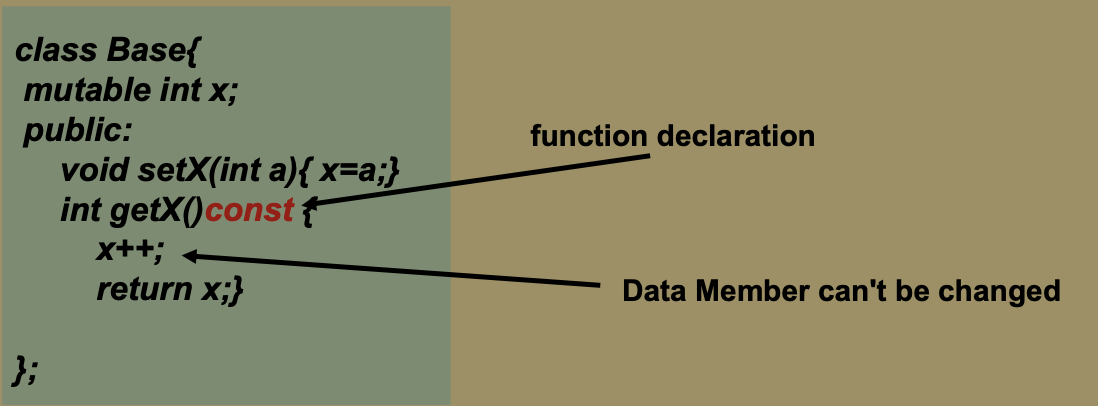 class Base{
mutable int x;
public:
void setX(int a){ x=a;}
int getX()const {
x++;
return x;}
};
function declaration
Data Member can't be changed